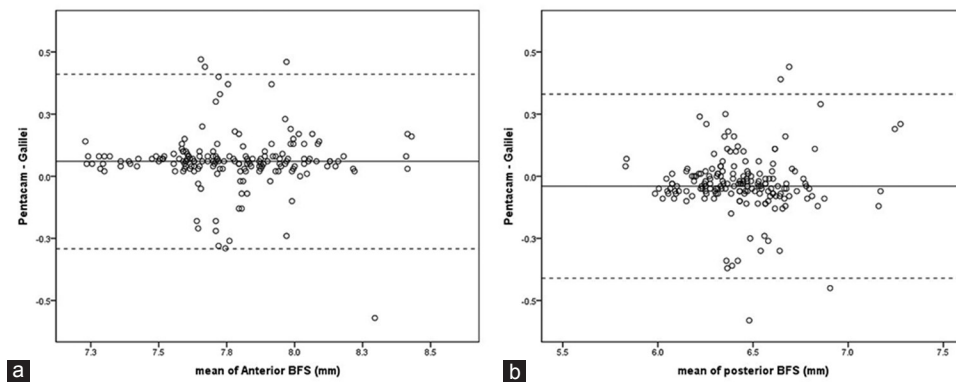 0.5
0.3
0.0
-0.3
-0.5
Pentacam - Galilei
7.3 7.5 7.8 8.0 8.3 8.5
mean of Anterior BFS (mm)
a
0.5
0.3
0.0
-0.3
-0.5
Pentacam - Galilei
5.5 6.0 6.5 7.0 7.5
mean of posterior BFS (mm)
b